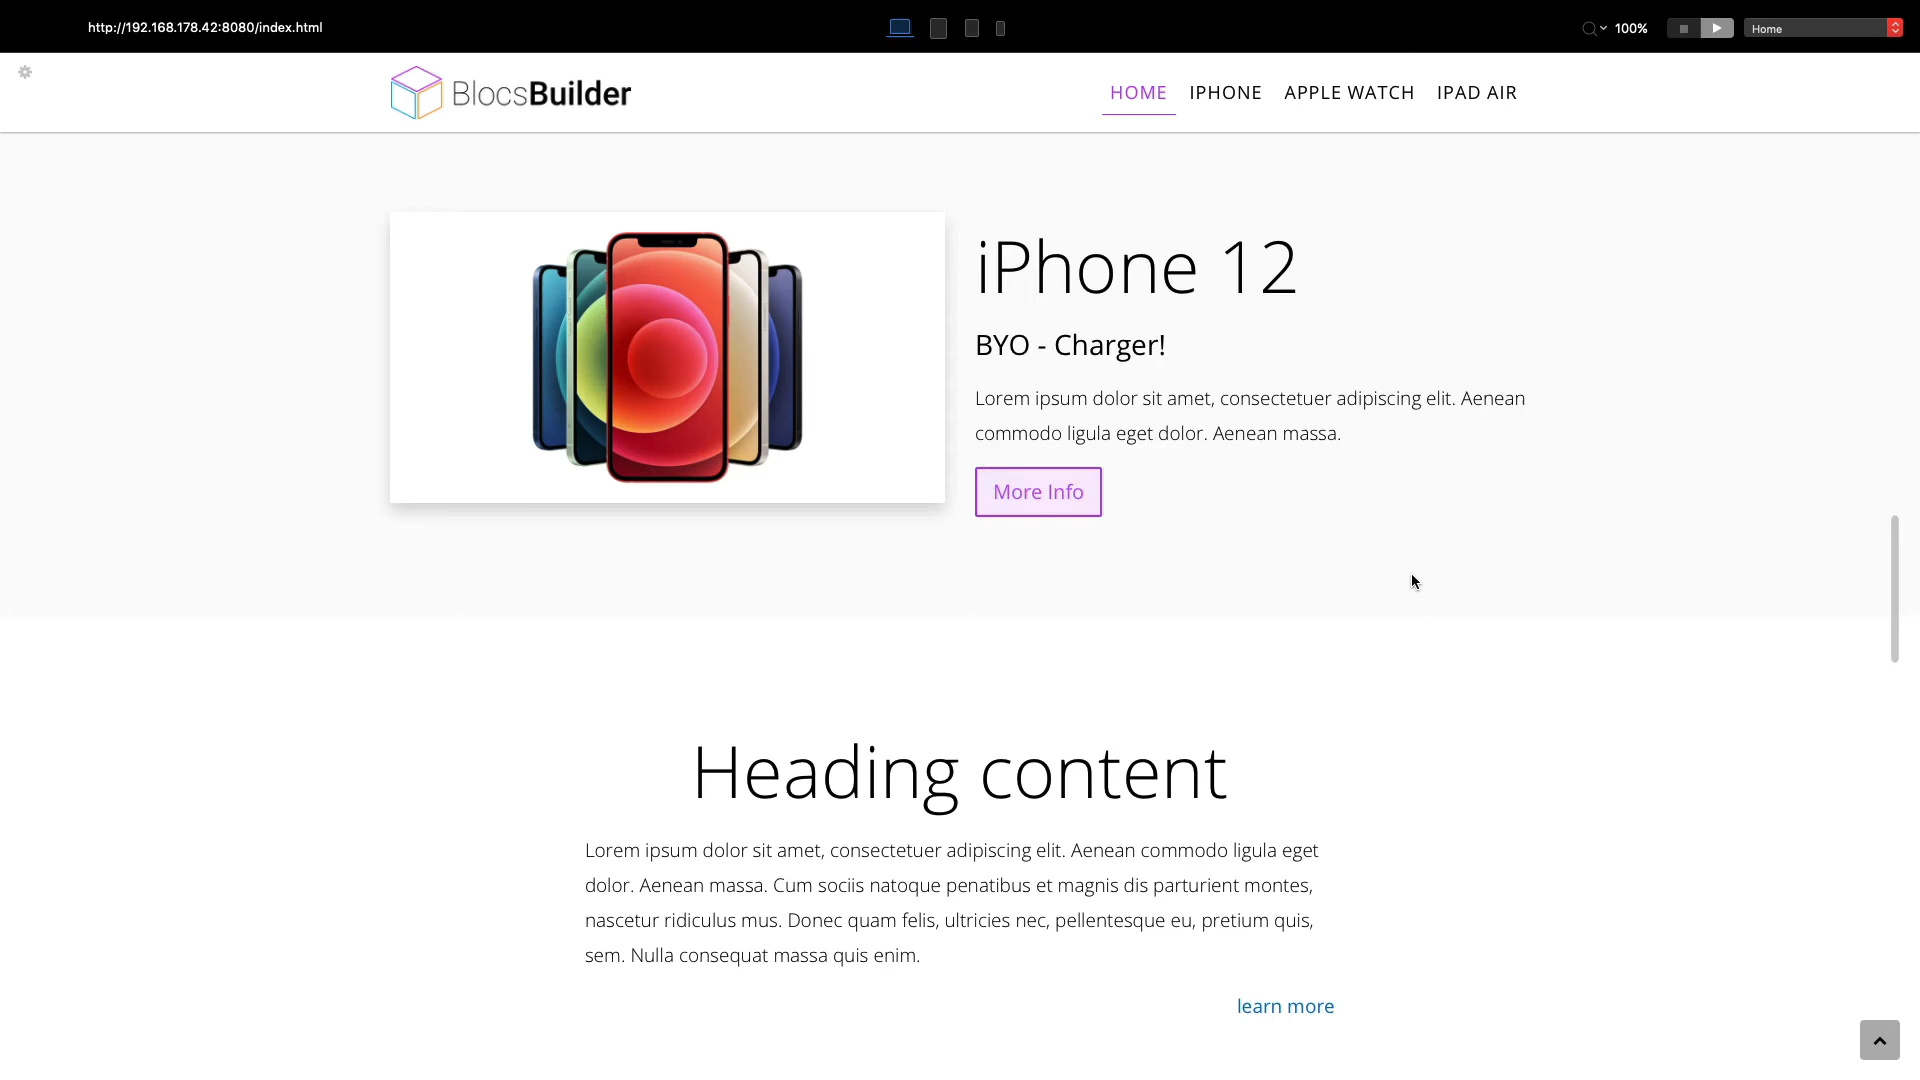 http://192.168.178.42:8080/index.html
100%
Home
BlocsBuilder
HOME IPHONE APPLE WATCH IPAD AIR
iPhone 12
BYO - Charger!
Lorem ipsum dolor sit amet, consectetuer adipiscing elit. Aenean
commodo ligula eget dolor. Aenean massa.
More Info
Heading content
Lorem ipsum dolor sit amet, consectetuer adipiscing elit. Aenean commodo ligula eget
dolor. Aenean massa. Cum sociis natoque penatibus et magnis dis parturient montes,
nascetur ridiculus mus. Donec quam felis, ultricies nec, pellentesque eu, pretium quis,
sem. Nulla consequat massa quis enim.
learn more